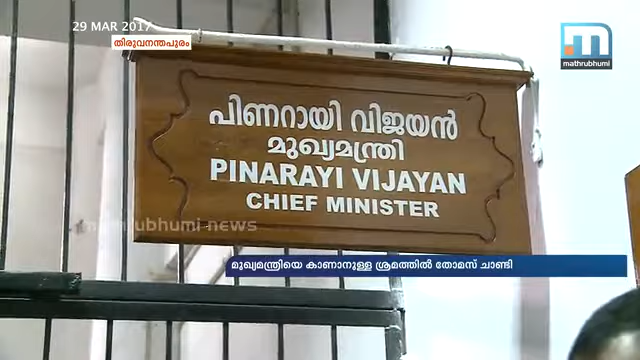 29 MAR 2017
തിരുവനന്തപുരം
mathrubhumi
പിണറായി വിജയൻ
മുഖ്യമന്ത്രി
PINARAYI VIJAYAN
CHIEF MINISTER
mathrubhumi news
മുഖ്യമന്ത്രിയെ കാണാനുള്ള ശ്രമത്തിൽ തോമസ് ചാണ്ടി